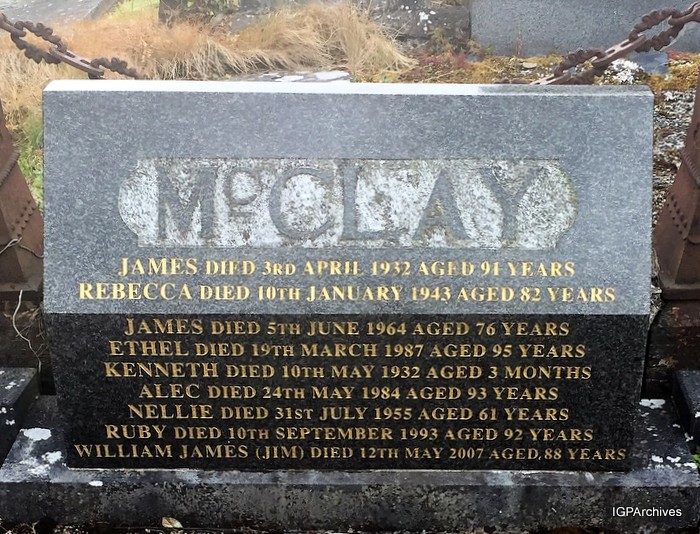 McCLAY
JAMES DIED 3RD APRIL 1932 AGED 91 YEARS
REBECCA DIED 10TH JANUARY 1943 AGED 82 YEARS
JAMES DIED 5TH JUNE 1964 AGED 76 YEARS
ETHEL DIED 19TH MARCH 1987 AGED 95 YEARS
KENNETH DIED 10TH MAY 1932 AGED 3 MONTHS
ALEC DIED 24TH MAY 1984 AGED 93 YEARS
NELLIE DIED 31ST JULY 1955 AGED 61 YEARS
RUBY DIED 10TH SEPTEMBER 1993 AGED 92 YEARS
WILLIAM JAMES (JIM) DIED 12TH MAY 2007 AGED, 88 YEARS
IGPArchives